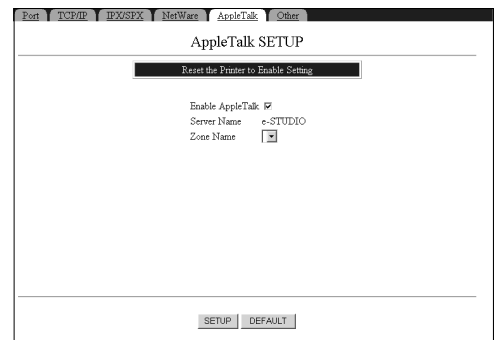 Port TCP/IP IPX/SPX NetWare AppleTalk Other
AppleTalk SETUP
Reset the Printer to Enable Setting
Enable AppleTalk
Server Name e-STUDIO
Zone Name
SETUP DEFAULT